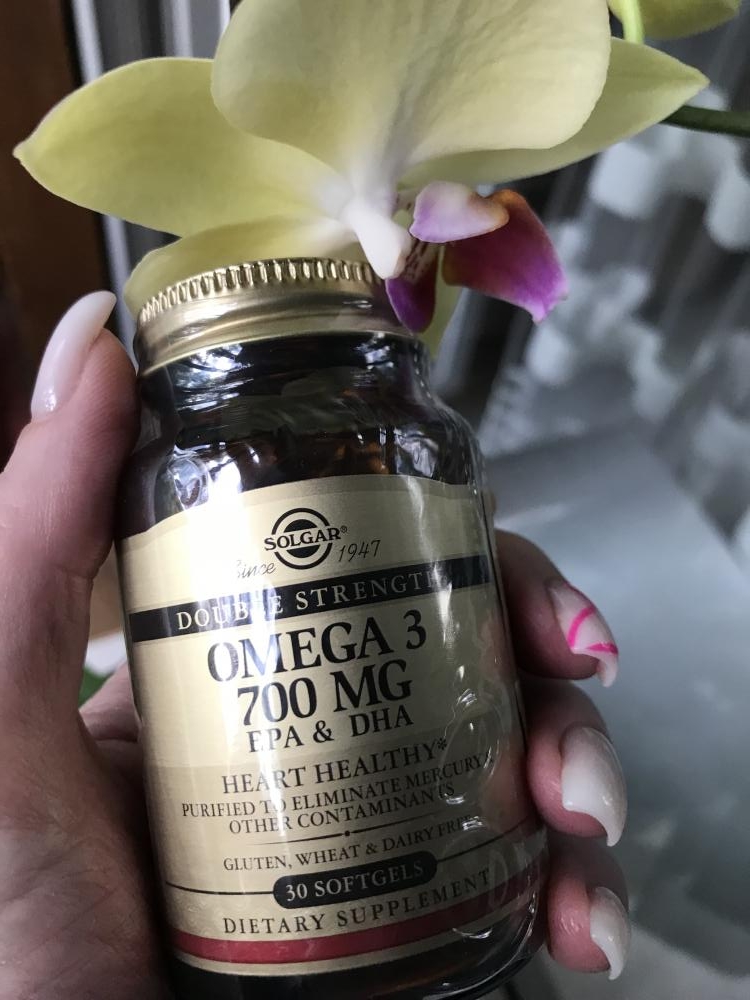 SOLGAR®
Since 1947
DOUBLE STRENGTH
OMEGA 3
700 MG
EPA & DHA
HEART HEALTHY*
PURIFIED TO ELIMINATE MERCURY &
OTHER CONTAMINANTS
GLUTEN, WHEAT & DAIRY FREE
30 SOFTGELS
DIETARY SUPPLEMENT